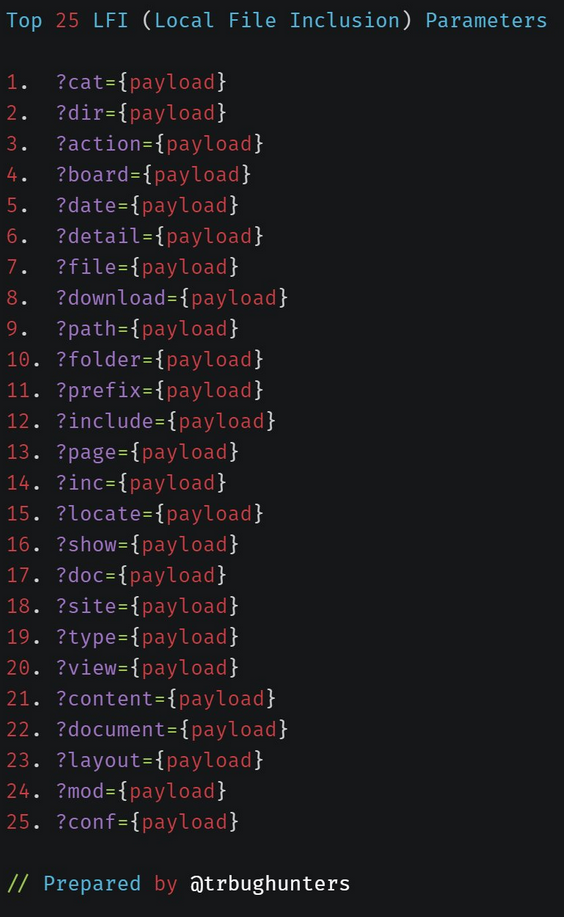 Top 25 LFI (Local File Inclusion) Parameters
1. ?cat={payload}
2. ?dir={payload}
3. ?action={payload}
4. ?board={payload}
5. ?date={payload}
6. ?detail={payload}
7. ?file={payload}
8. ?download={payload}
9. ?path={payload}
10. ?folder={payload}
11. ?prefix={payload}
12. ?include={payload}
13. ?page={payload}
14. ?inc={payload}
15. ?locate={payload}
16. ?show={payload}
17. ?doc={payload}
18. ?site={payload}
19. ?type={payload}
20. ?view={payload}
21. ?content={payload}
22. ?document={payload}
23. ?layout={payload}
24. ?mod={payload}
25. ?conf={payload}
// Prepared by @trbughunters